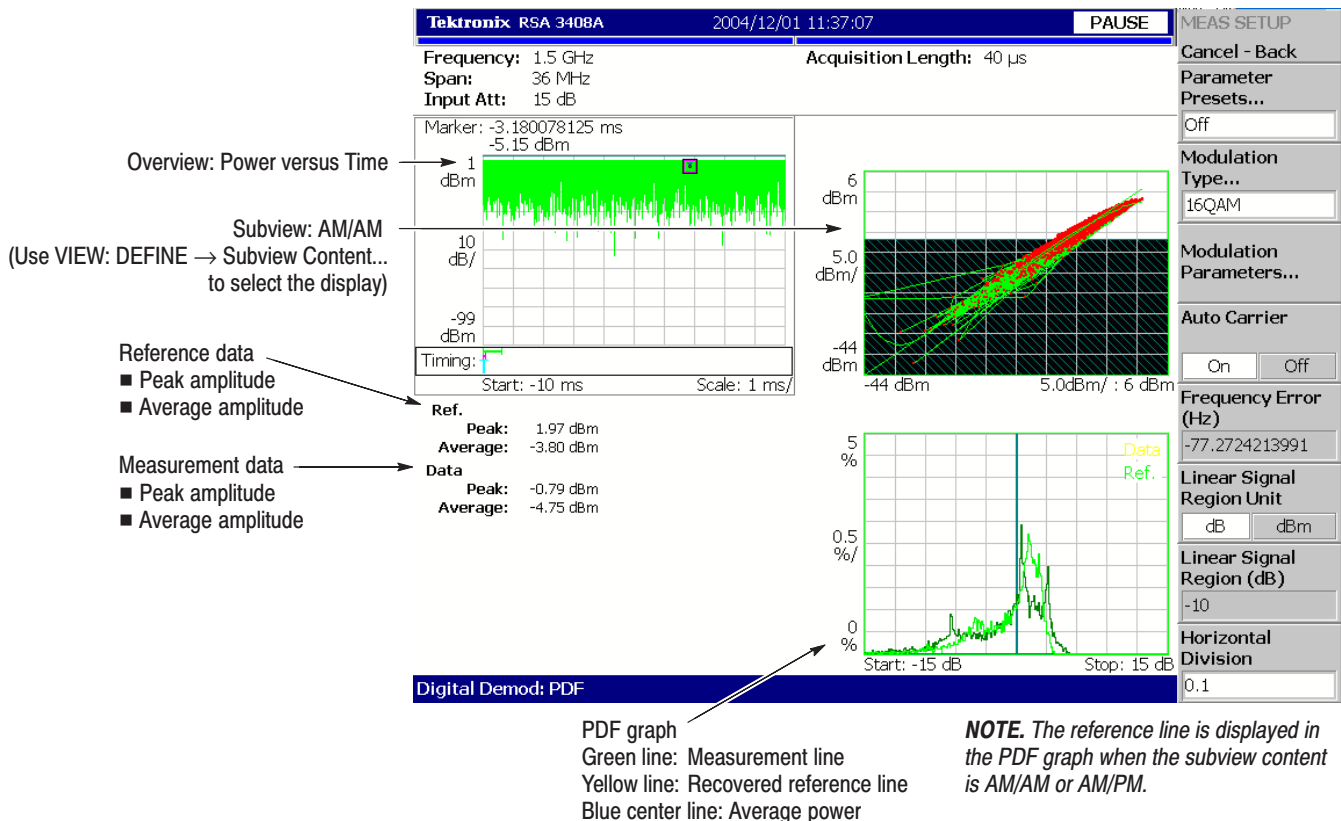 Tektronix RSA 3408A 2004/12/01 11:37:07 PAUSE
Frequency: 1.5 GHz
Span: 36 MHz
Input Att: 15 dB
Acquisition Length: 40 µs
Marker: -3.180078125 ms
-5.15 dBm
1
dBm
10
dB/
-99
dBm
Timing:
Start: -10 ms Scale: 1 ms/
6
dBm
5.0
dBm/
-44
dBm
-44 dBm 5.0dBm/ : 6 dBm
Ref.
Peak: 1.97 dBm
Average: -3.80 dBm
Data
Peak: -0.79 dBm
Average: -4.75 dBm
5
%
0.5
%/
0
%
Data
Ref.
Start: -15 dB Stop: 15 dB
Digital Demod: PDF
MEAS SETUP
Cancel - Back
Parameter
Presets...
Off
Modulation
Type...
16QAM
Modulation
Parameters...
Auto Carrier
On Off
Frequency Error
(Hz)
-77.2724213991
Linear Signal
Region Unit
dB dBm
Linear Signal
Region (dB)
-10
Horizontal
Division
0.1
Overview: Power versus Time
Subview: AM/AM
(Use VIEW: DEFINE → Subview Content...
to select the display)
Reference data
■ Peak amplitude
■ Average amplitude
Measurement data
■ Peak amplitude
■ Average amplitude
PDF graph
Green line: Measurement line
Yellow line: Recovered reference line
Blue center line: Average power
NOTE. The reference line is displayed in
the PDF graph when the subview content
is AM/AM or AM/PM.